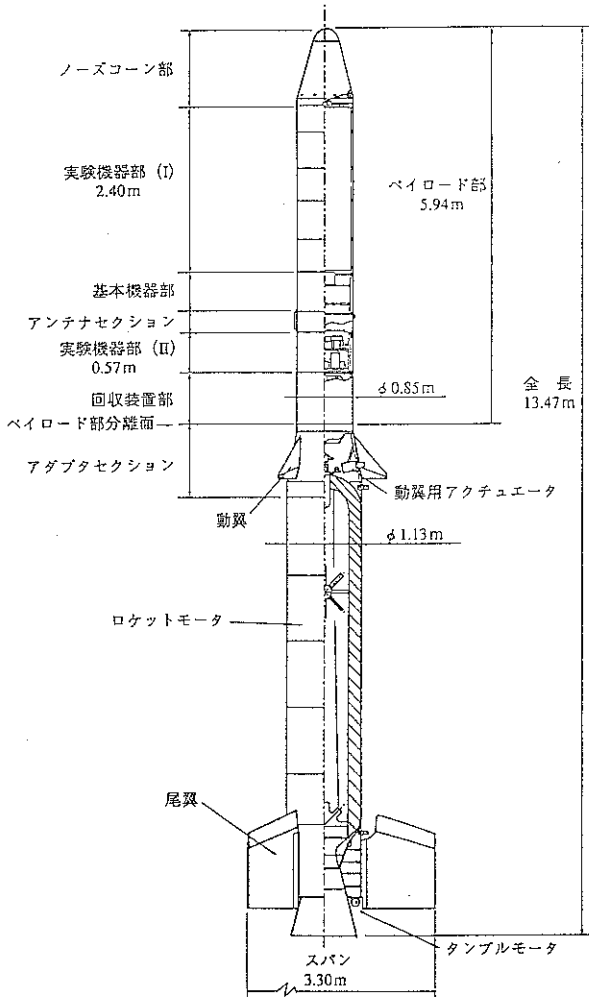 ノーズコーン部
実験機器部 (I)
2.40m
ペイロード部
5.94m
基本機器部
アンテナセクション
実験機器部 (II)
0.57m
φ0.85m
全 長
13.47m
回収装置部
ペイロード部分離面
アダプタセクション
動翼用アクチュエータ
動翼
φ1.13m
ロケットモータ
尾翼
タンブルモータ
スパン
3.30m